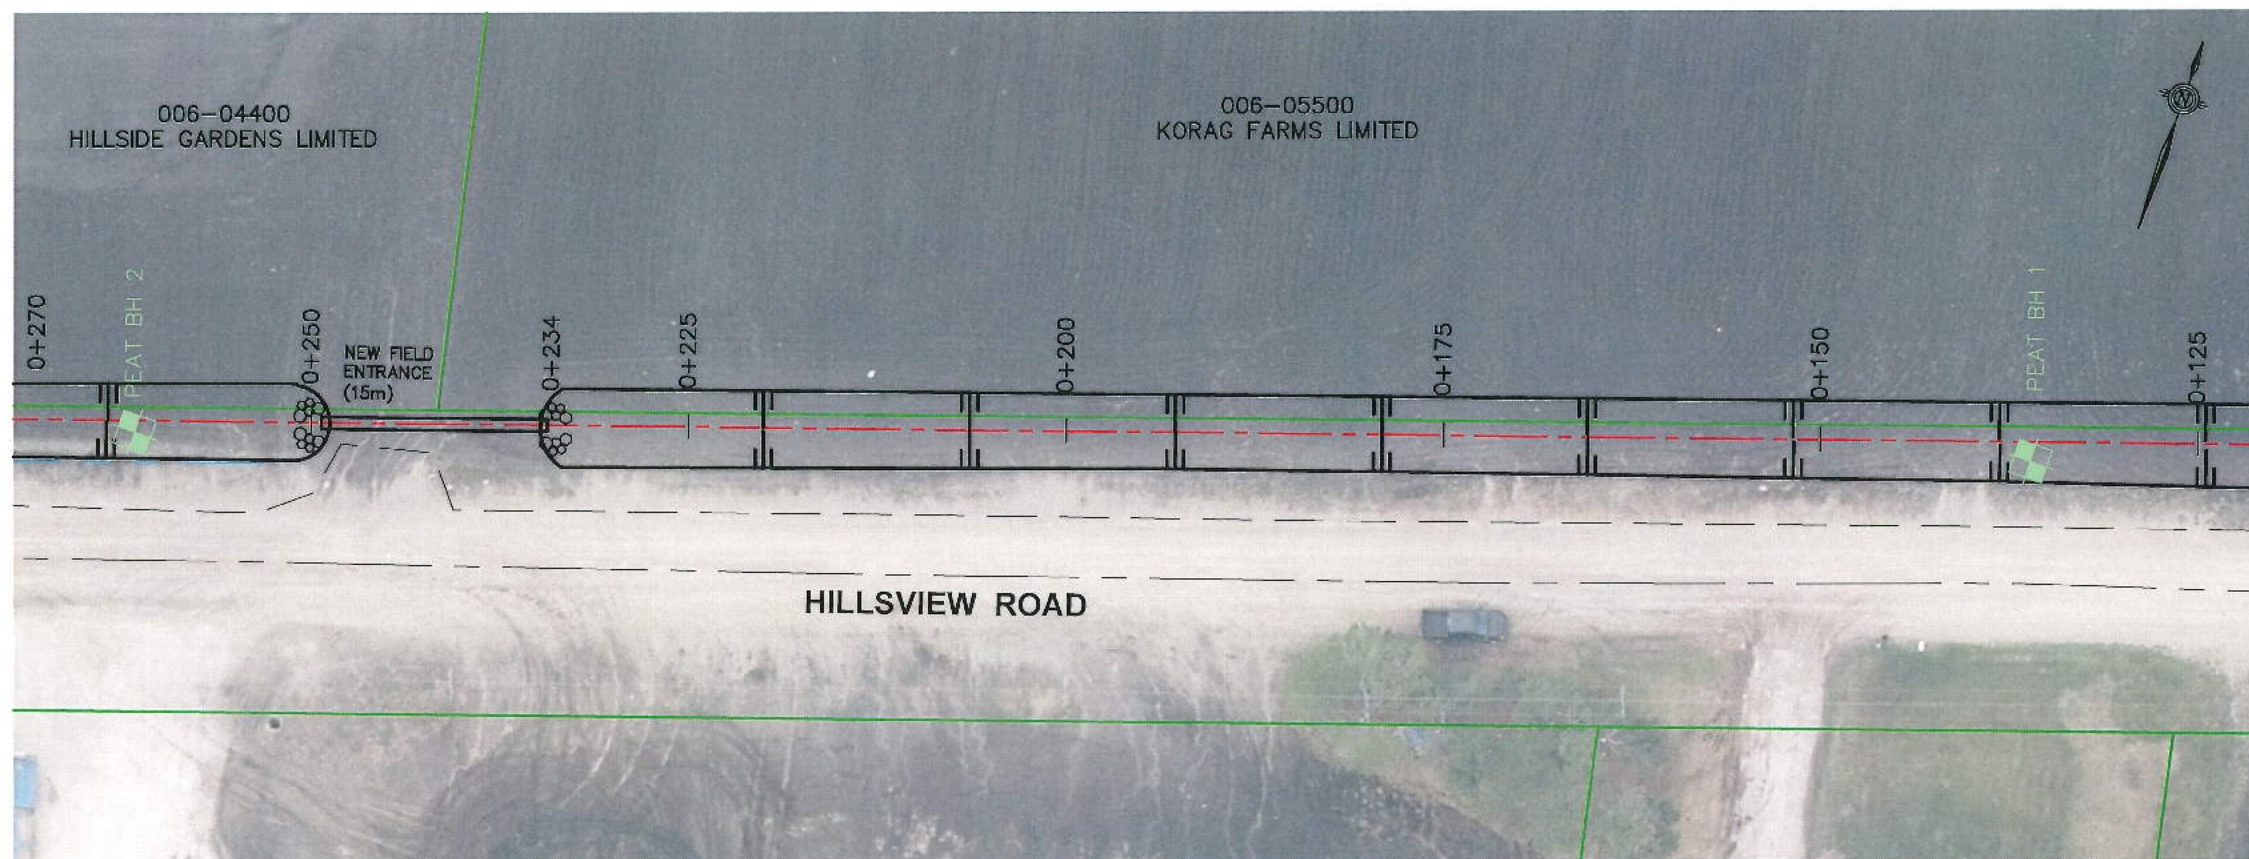 006-04400
HILLSIDE GARDENS LIMITED
006-05500
KORAG FARMS LIMITED
N
0+270
PEAT BH 2
0+250
NEW FIELD
ENTRANCE
(15m)
0+234
0+225
0+200
0+175
0+150
PEAT BH 1
0+125
HILLSVIEW ROAD